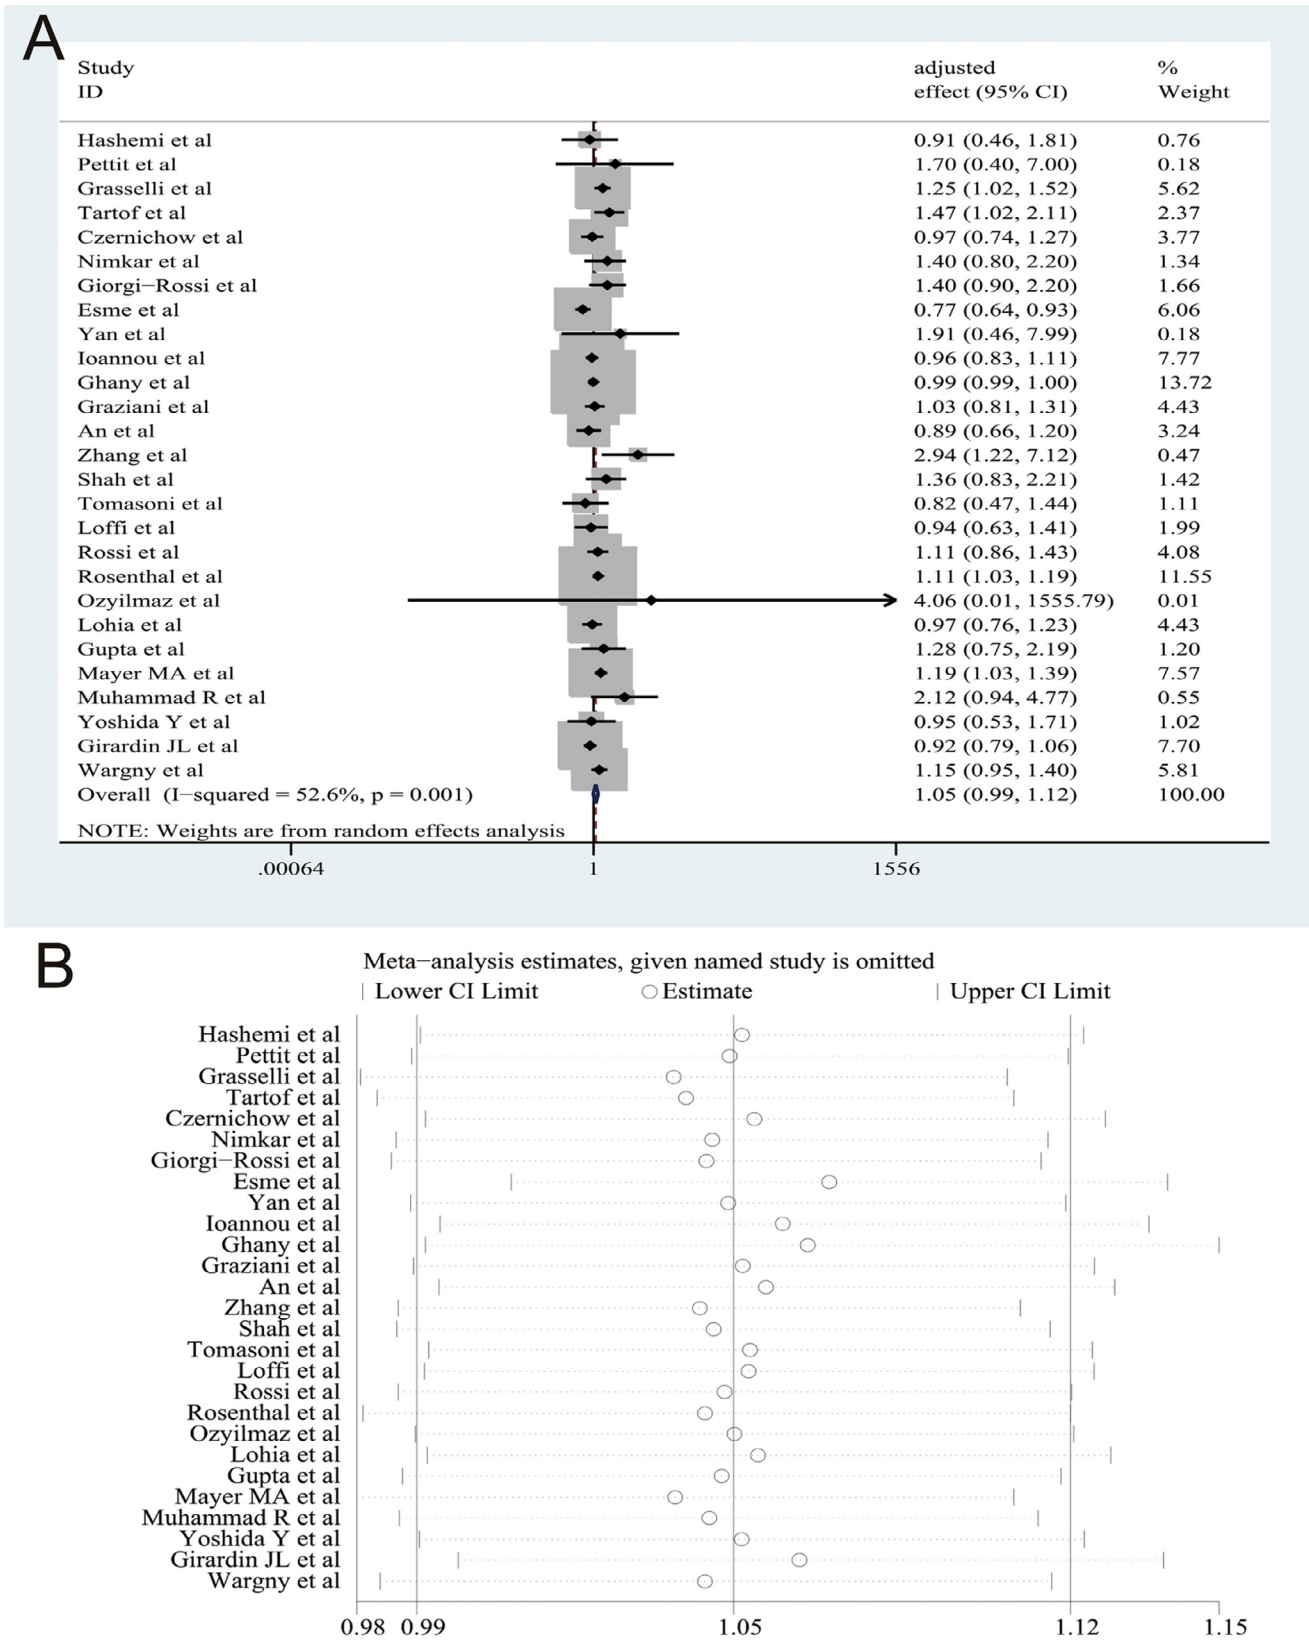 A
Study adjusted %
ID effect (95% CI) Weight
Hashemi et al 0.91 (0.46, 1.81) 0.76
Pettit et al 1.70 (0.40, 7.00) 0.18
Grasselli et al 1.25 (1.02, 1.52) 5.62
Tartof et al 1.47 (1.02, 2.11) 2.37
Czernichow et al 0.97 (0.74, 1.27) 3.77
Nimkar et al 1.40 (0.80, 2.20) 1.34
Giorgi−Rossi et al 1.40 (0.90, 2.20) 1.66
Esme et al 0.77 (0.64, 0.93) 6.06
Yan et al 1.91 (0.46, 7.99) 0.18
Ioannou et al 0.96 (0.83, 1.11) 7.77
Ghany et al 0.99 (0.99, 1.00) 13.72
Graziani et al 1.03 (0.81, 1.31) 4.43
An et al 0.89 (0.66, 1.20) 3.24
Zhang et al 2.94 (1.22, 7.12) 0.47
Shah et al 1.36 (0.83, 2.21) 1.42
Tomasoni et al 0.82 (0.47, 1.44) 1.11
Loffi et al 0.94 (0.63, 1.41) 1.99
Rossi et al 1.11 (0.86, 1.43) 4.08
Rosenthal et al 1.11 (1.03, 1.19) 11.55
Ozyilmaz et al 4.06 (0.01, 1555.79) 0.01
Lohia et al 0.97 (0.76, 1.23) 4.43
Gupta et al 1.28 (0.75, 2.19) 1.20
Mayer MA et al 1.19 (1.03, 1.39) 7.57
Muhammad R et al 2.12 (0.94, 4.77) 0.55
Yoshida Y et al 0.95 (0.53, 1.71) 1.02
Girardin JL et al 0.92 (0.79, 1.06) 7.70
Wargny et al 1.15 (0.95, 1.40) 5.81
Overall (I−squared = 52.6%, p = 0.001) 1.05 (0.99, 1.12) 100.00
NOTE: Weights are from random effects analysis
.00064 1 1556
B
Meta−analysis estimates, given named study is omitted
Lower CI Limit Estimate Upper CI Limit
Hashemi et al
Pettit et al
Grasselli et al
Tartof et al
Czernichow et al
Nimkar et al
Giorgi−Rossi et al
Esme et al
Yan et al
Ioannou et al
Ghany et al
Graziani et al
An et al
Zhang et al
Shah et al
Tomasoni et al
Loffi et al
Rossi et al
Rosenthal et al
Ozyilmaz et al
Lohia et al
Gupta et al
Mayer MA et al
Muhammad R et al
Yoshida Y et al
Girardin JL et al
Wargny et al
0.98 0.99 1.05 1.12 1.15